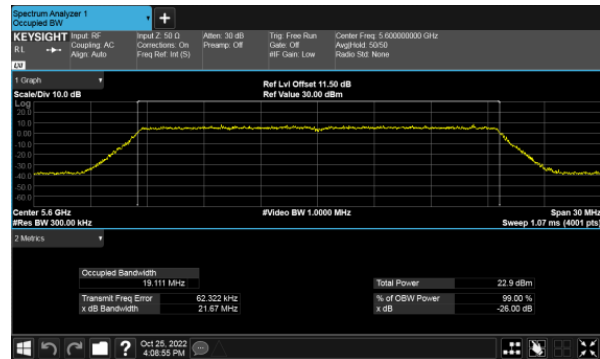 Spectrum Analyzer 1
Occupied BW
+
KEYSIGHT Input: RF Input Z: 50 Ω Atten: 30 dB Trig: Free Run Center Freq: 5.600000000 GHz
RL Coupling: AC Corrections: On Preamp: Off Gate: Off Avg|Hold: 50/50
Align: Auto Freq Ref: Int (S) #IF Gain: Low Radio Std: None
LXI
1 Graph
Ref Lvl Offset 11.50 dB
Scale/Div 10.0 dB Ref Value 30.00 dBm
Log
20.0
10.0
0.00
-10.0
-20.0
-30.0
-40.0
-50.0
-60.0
Center 5.6 GHz #Video BW 1.0000 MHz Span 30 MHz
#Res BW 300.00 kHz Sweep 1.07 ms (4001 pts)
2 Metrics
Occupied Bandwidth
19.111 MHz Total Power 22.9 dBm
Transmit Freq Error 62.322 kHz % of OBW Power 99.00 %
x dB Bandwidth 21.67 MHz x dB -26.00 dB
? Oct 25, 2022
4:08:55 PM